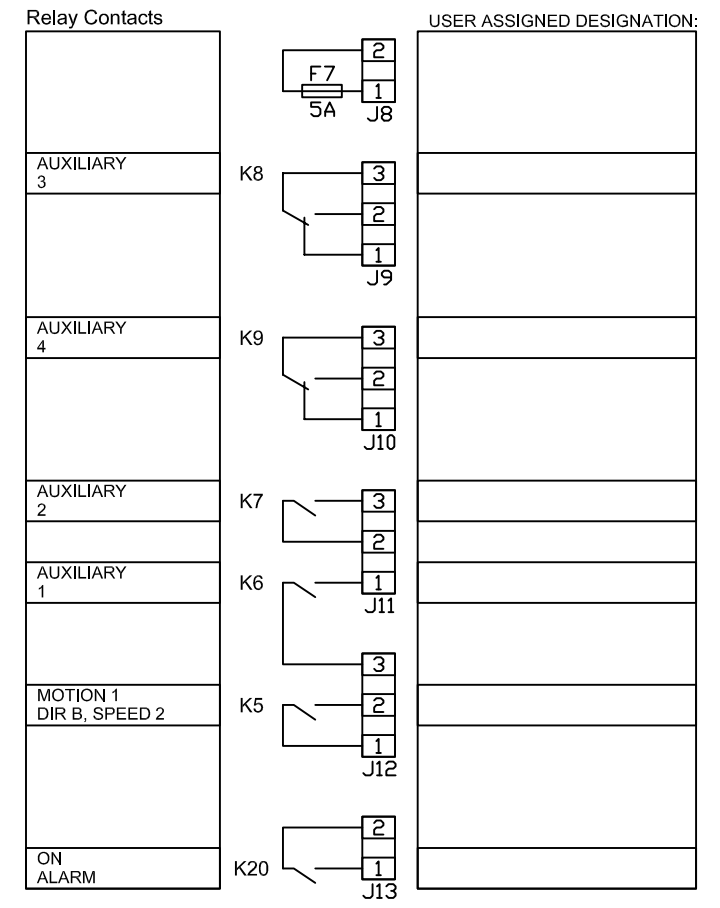 Relay Contacts
USER ASSIGNED DESIGNATION:
2
F7
1
5A
J8
AUXILIARY
3
K8
3
2
1
J9
AUXILIARY
4
K9
3
2
1
J10
AUXILIARY
2
K7
3
2
AUXILIARY
1
K6
1
J11
3
MOTION 1
DIR B, SPEED 2
K5
2
1
J12
2
ON
ALARM
K20
1
J13